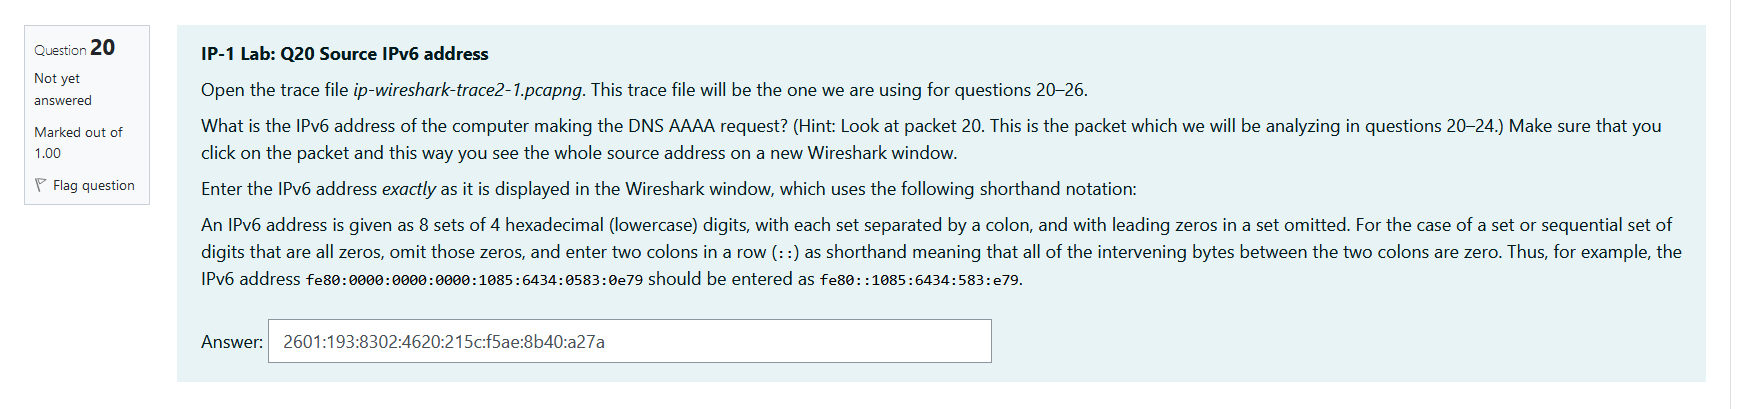 Question 20
Not yet
answered
Marked out of
1.00
Flag question
IP-1 Lab: Q20 Source IPv6 address
Open the trace file ip-wireshark-trace2-1.pcapng. This trace file will be the one we are using for questions 20–26.
What is the IPv6 address of the computer making the DNS AAAA request? (Hint: Look at packet 20. This is the packet which we will be analyzing in questions 20–24.) Make sure that you
click on the packet and this way you see the whole source address on a new Wireshark window.
Enter the IPv6 address exactly as it is displayed in the Wireshark window, which uses the following shorthand notation:
An IPv6 address is given as 8 sets of 4 hexadecimal (lowercase) digits, with each set separated by a colon, and with leading zeros in a set omitted. For the case of a set or sequential set of
digits that are all zeros, omit those zeros, and enter two colons in a row (::) as shorthand meaning that all of the intervening bytes between the two colons are zero. Thus, for example, the
IPv6 address fe80:0000:0000:0000:1085:6434:0583:0e79 should be entered as fe80::1085:6434:583:e79.
Answer: 2601:193:8302:4620:215c:f5ae:8b40:a27a